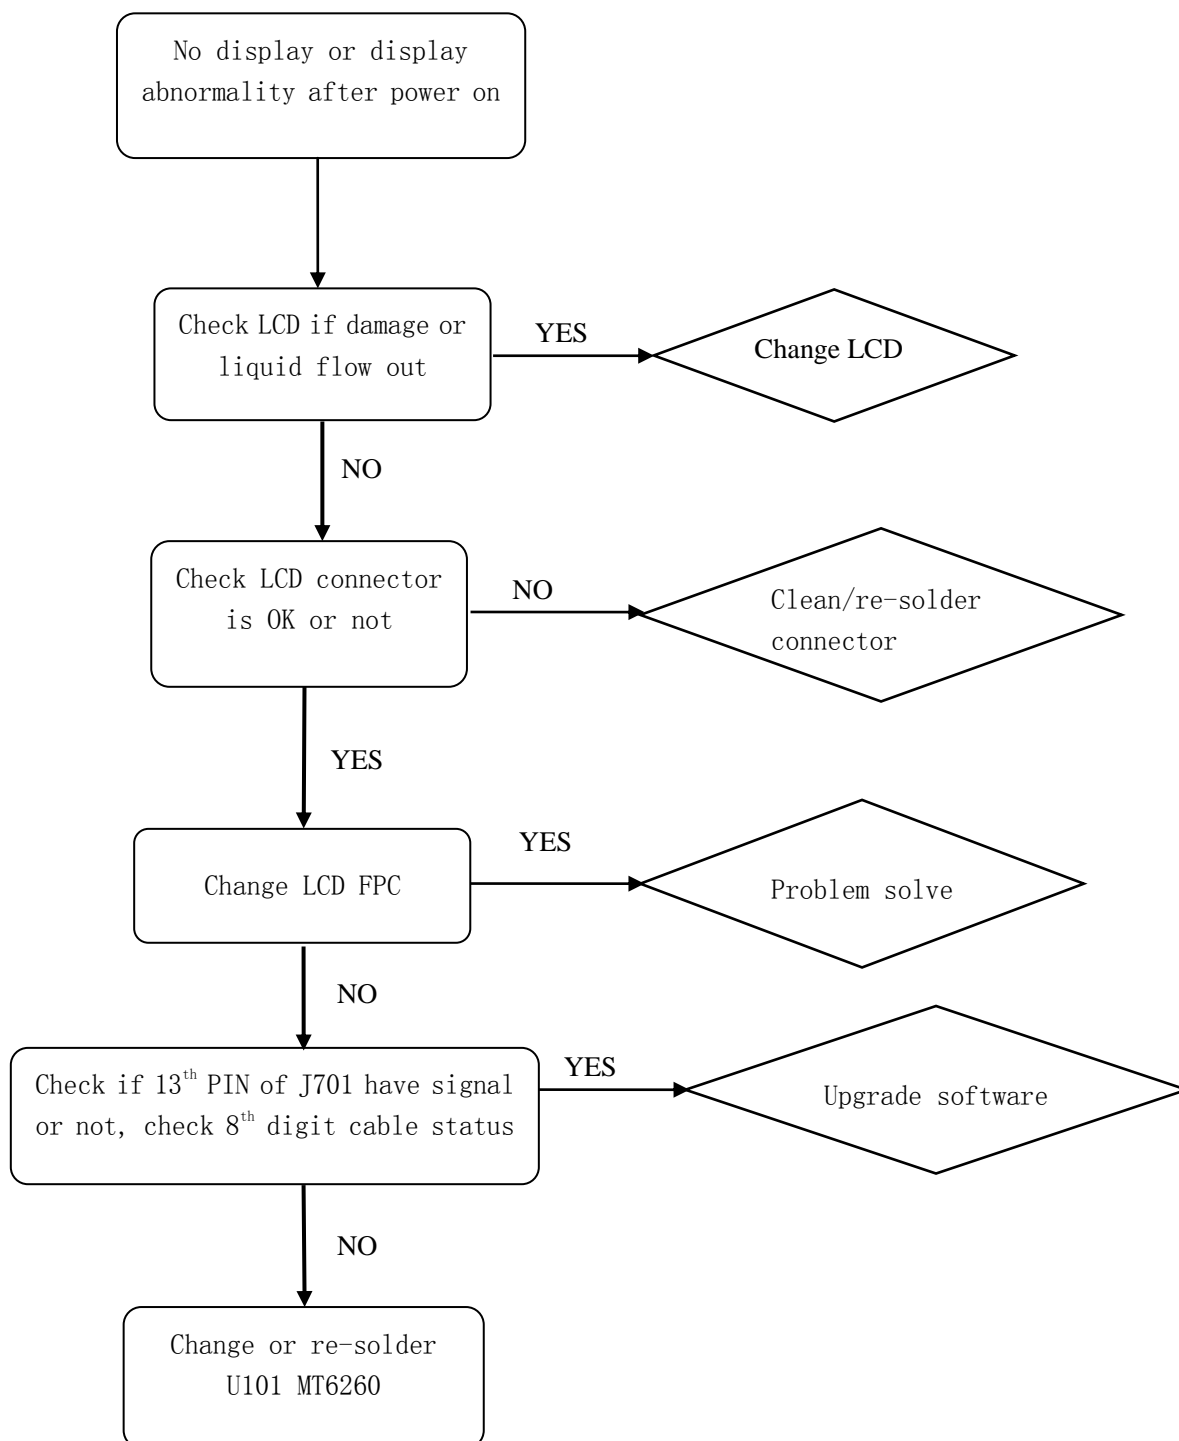 No display or display
abnormality after power on
Check LCD if damage or
liquid flow out
YES
Change LCD
NO
Check LCD connector
is OK or not
NO
Clean/re-solder
connector
YES
Change LCD FPC
YES
Problem solve
NO
Check if 13th PIN of J701 have signal
or not, check 8th digit cable status
YES
Upgrade software
NO
Change or re-solder
U101 MT6260